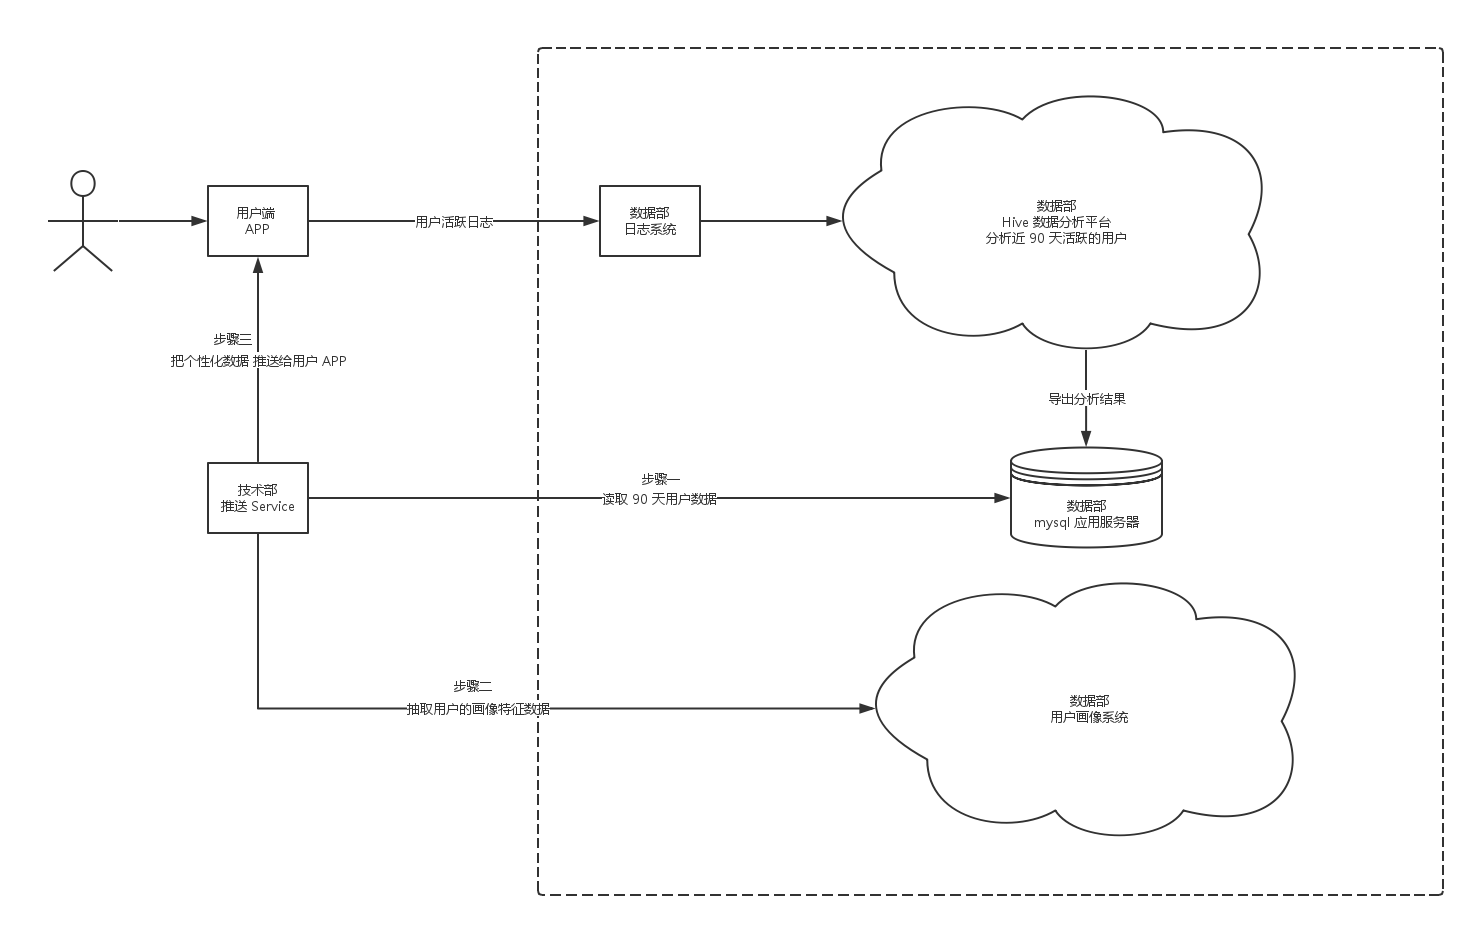 用户端
APP
用户活跃日志
数据部
日志系统
数据部
Hive 数据分析平台
分析近 90 天活跃的用户
步骤三
把个性化数据 推送给用户 APP
导出分析结果
技术部
推送 Service
步骤一
读取 90 天用户数据
数据部
mysql 应用服务器
步骤二
抽取用户的画像特征数据
数据部
用户画像系统